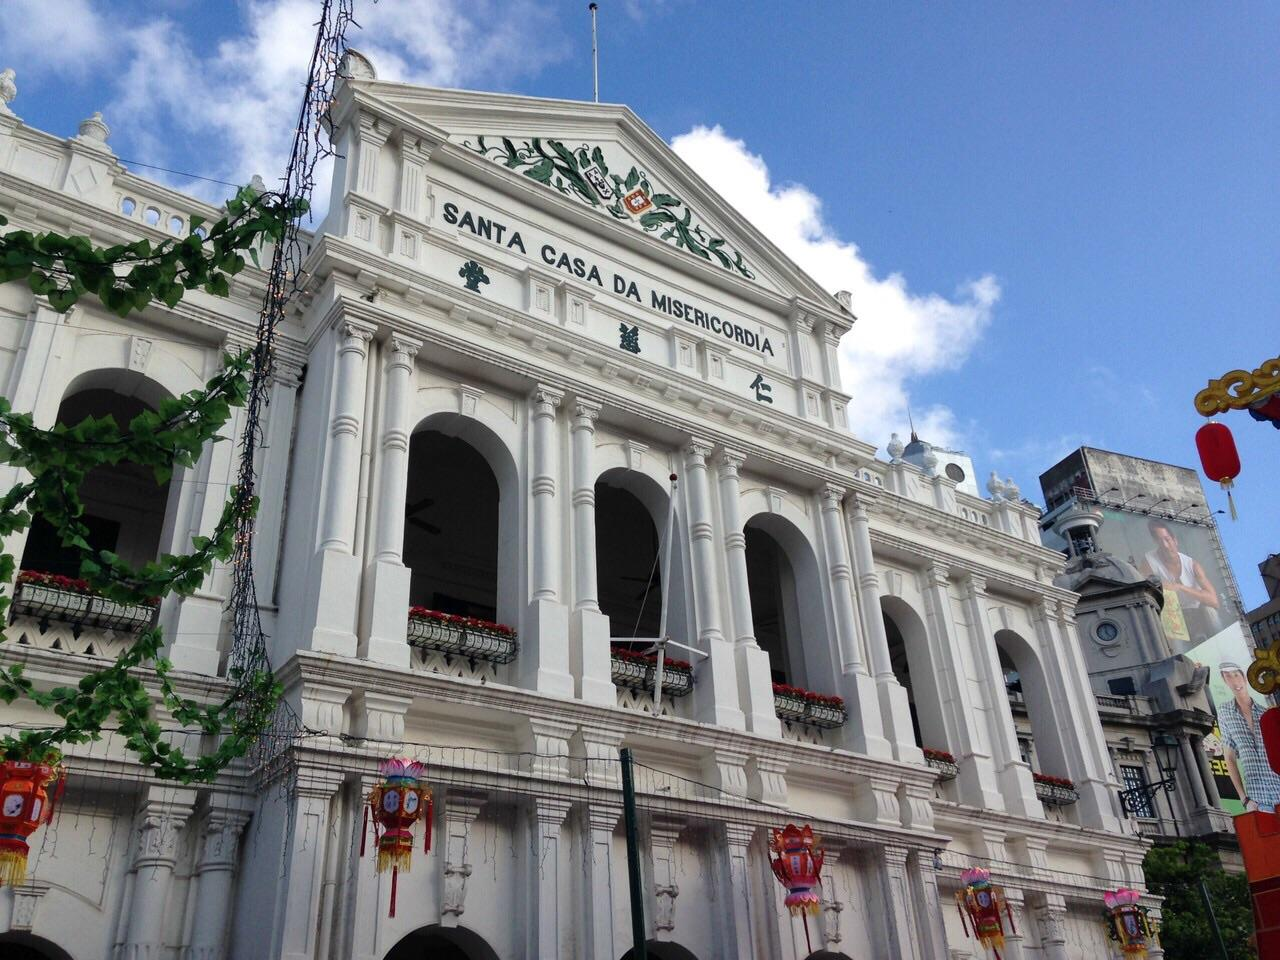 SANTA CASA DA MISERICORDIA
堂 慈 仁